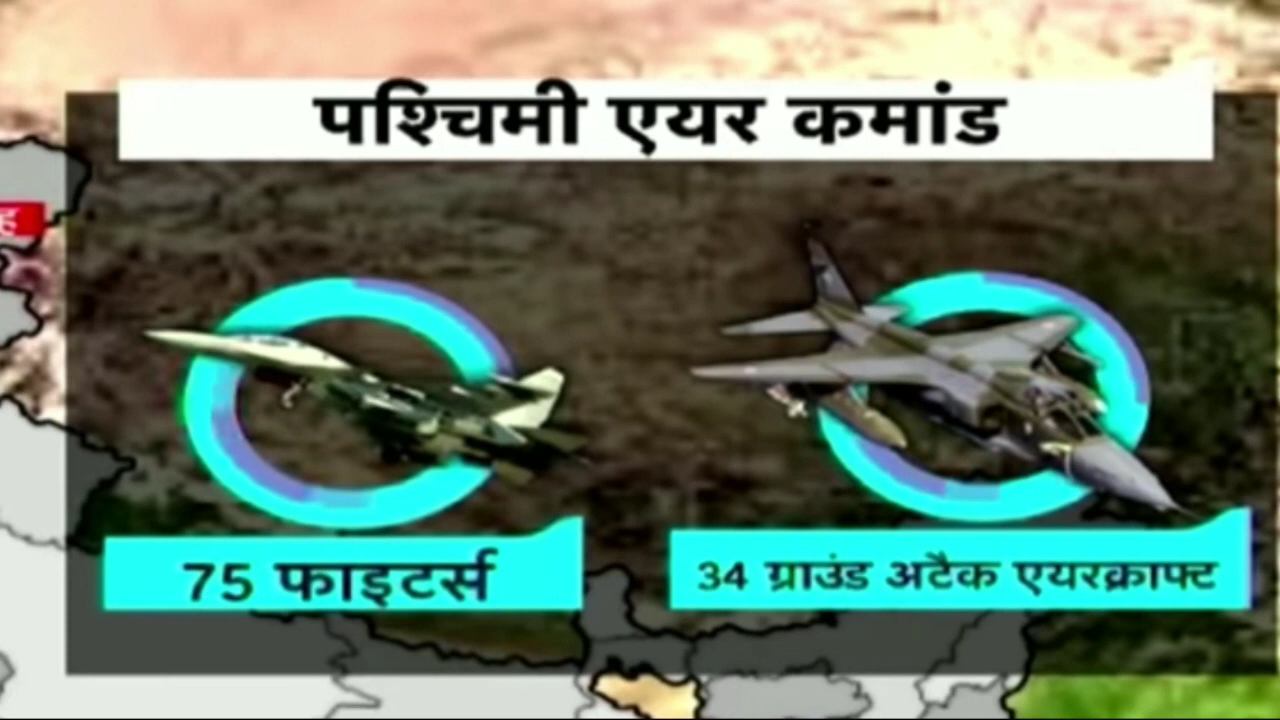 पश्चिमी एयर कमांड
75 फाइटर्स
34 ग्राउंड अटैक एयरक्राफ्ट